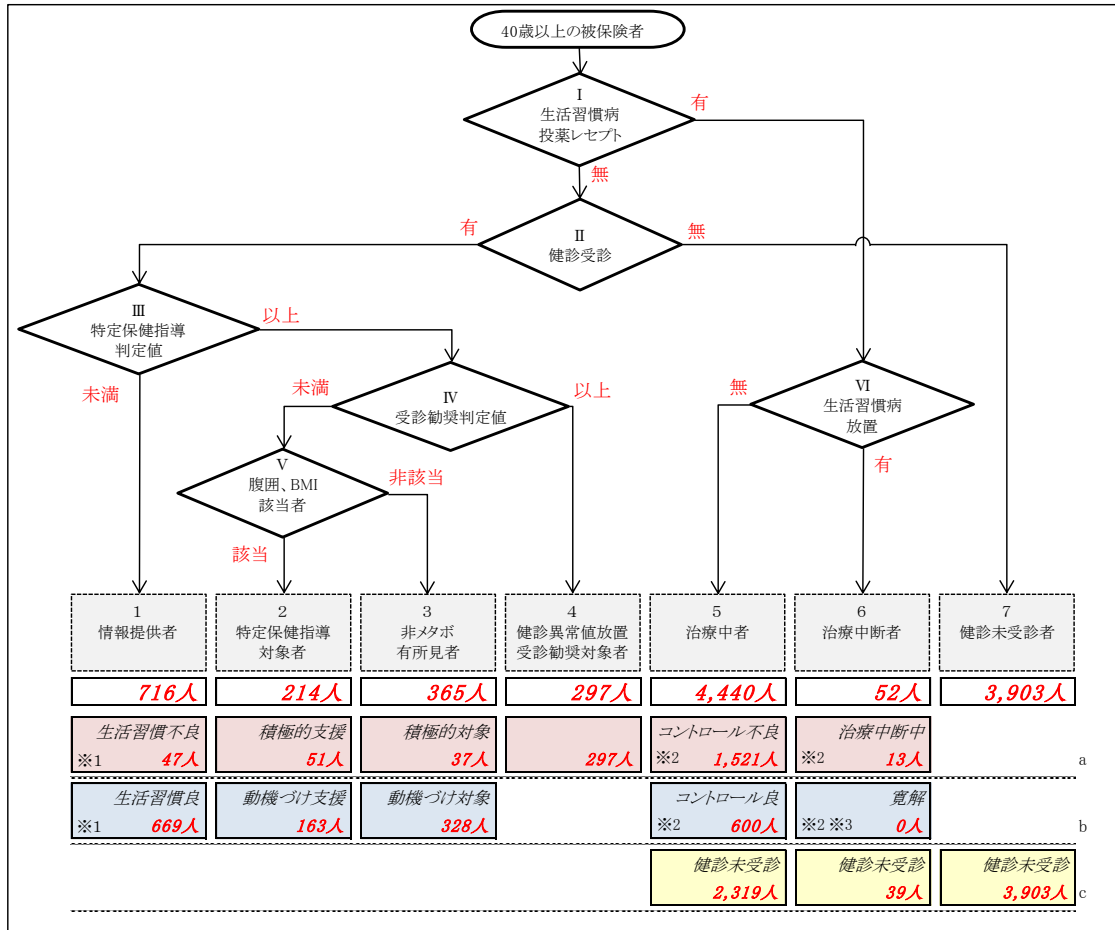 40歳以上の被保険者
Ⅰ
生活習慣病
投薬レセプト
有
無
有
Ⅱ
健診受診
無
Ⅲ
特定保健指導
判定値
以上
未満
未満
Ⅳ
受診勧奨判定値
以上
無
Ⅵ
生活習慣病
放置
有
Ⅴ
腹囲、BMI
該当者
非該当
該当
1
情報提供者
2
特定保健指導
対象者
3
非メタボ
有所見者
4
健診異常値放置
受診勧奨対象者
5
治療中者
6
治療中断者
7
健診未受診者
716人
214人
365人
297人
4,440人
52人
3,903人
生活習慣不良
※1 47人
積極的支援
51人
積極的対象
37人
297人
コントロール不良
※2 1,521人
治療中断中
※2 13人
a
生活習慣良
※1 669人
動機づけ支援
163人
動機づけ対象
328人
コントロール良
※2 600人
寛解
※2 ※3 0人
b
健診未受診
2,319人
健診未受診
39人
健診未受診
3,903人
c